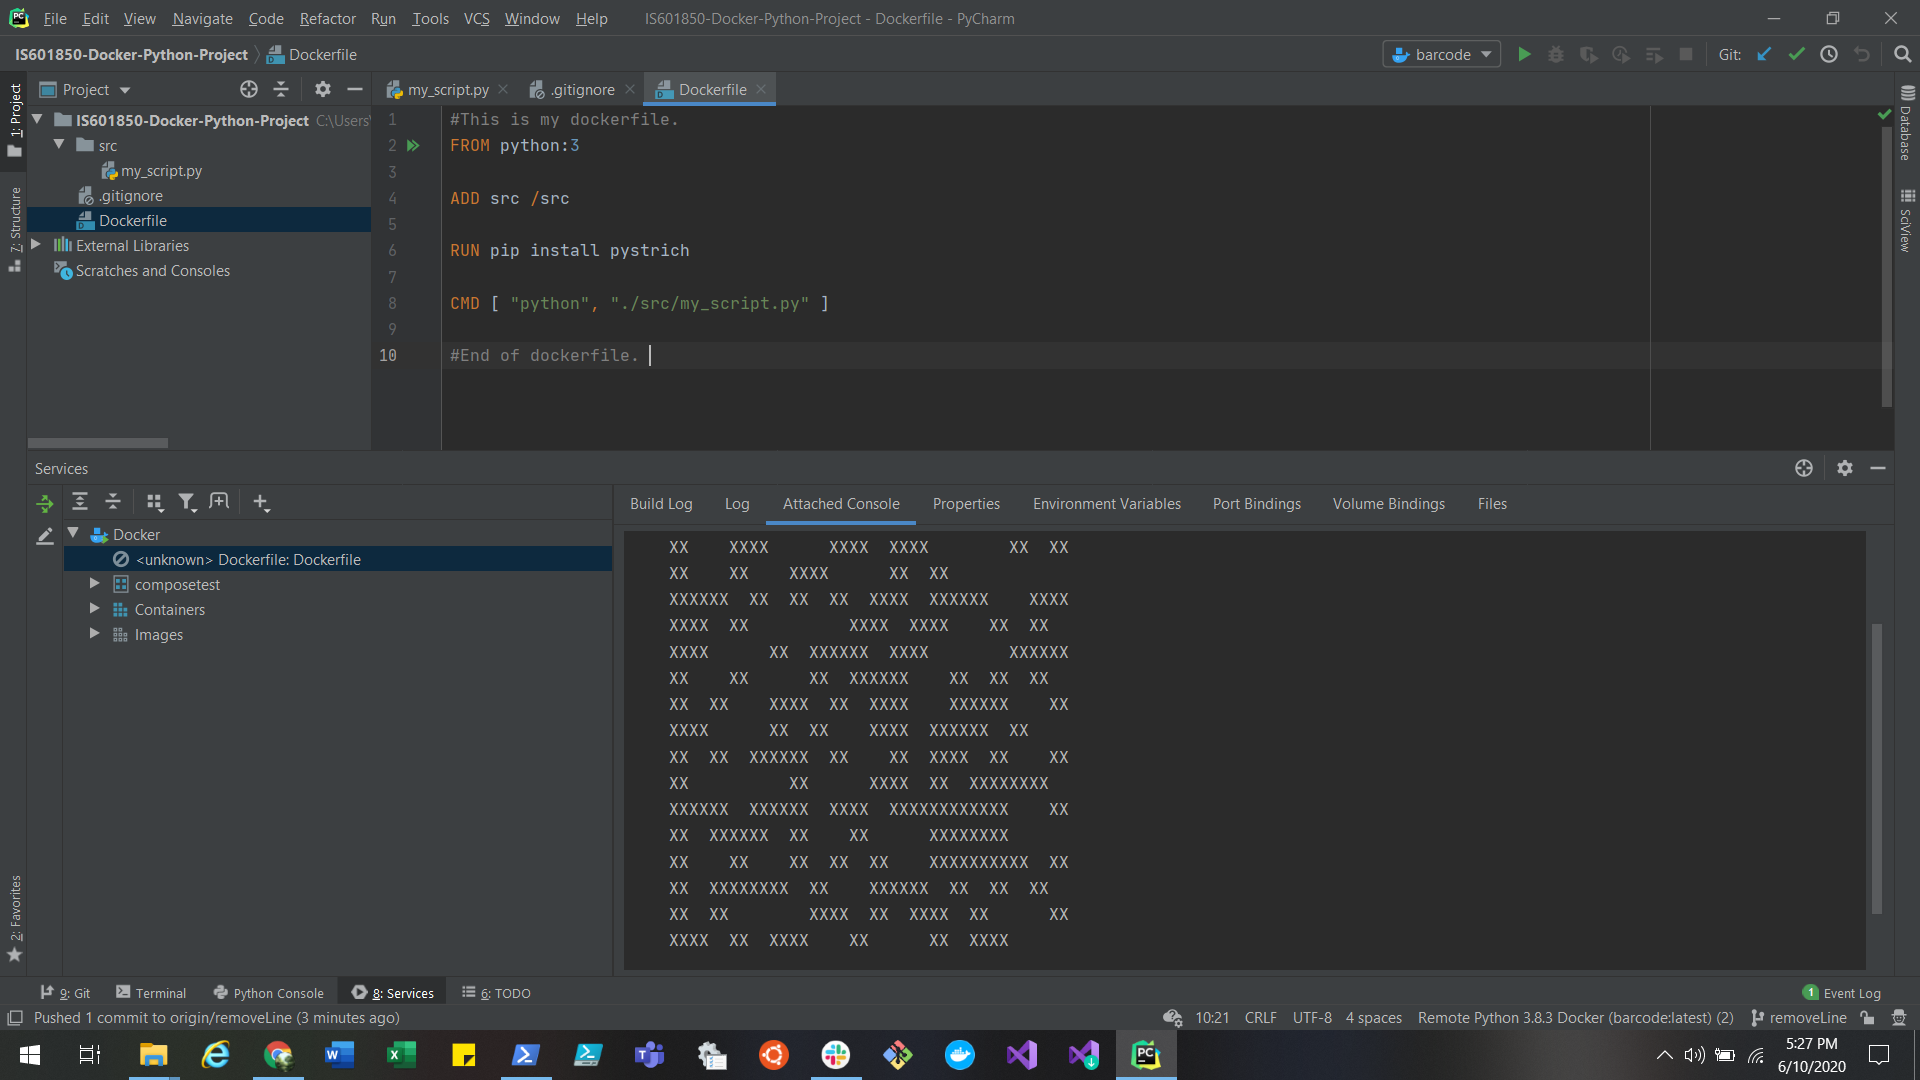 File Edit View Navigate Code Refactor Run Tools VCS Window Help IS601850-Docker-Python-Project - Dockerfile - PyCharm
IS601850-Docker-Python-Project Dockerfile barcode Git:
1: Project
7: Structure
2: Favorites
Project
IS601850-Docker-Python-Project C:\Users\
src
my_script.py
.gitignore
Dockerfile
External Libraries
Scratches and Consoles
my_script.py .gitignore Dockerfile
1 #This is my dockerfile.
2 FROM python:3
3
4 ADD src /src
5
6 RUN pip install pystrich
7
8 CMD [ "python", "./src/my_script.py" ]
9
10 #End of dockerfile.
Database
SciView
Services
Docker
<unknown> Dockerfile: Dockerfile
composetest
Containers
Images
Build Log Log Attached Console Properties Environment Variables Port Bindings Volume Bindings Files
XX    XXXX      XXXX  XXXX        XX  XX
XX    XX    XXXX      XX  XX
XXXXXX  XX  XX  XX  XXXX  XXXXXX    XXXX
XXXX  XX          XXXX  XXXX    XX  XX
XXXX      XX  XXXXXX  XXXX        XXXXXX
XX    XX      XX  XXXXXX    XX  XX  XX
XX  XX    XXXX  XX  XXXX    XXXXXX    XX
XXXX      XX  XX    XXXX  XXXXXX  XX
XX  XX  XXXXXX  XX    XX  XXXX  XX    XX
XX          XX      XXXX  XX  XXXXXXXX
XXXXXX  XXXXXX  XXXX  XXXXXXXXXXXX    XX
XX  XXXXXX  XX    XX      XXXXXXXX
XX    XX    XX  XX  XX    XXXXXXXXXX  XX
XX  XXXXXXXX  XX    XXXXXX  XX  XX  XX
XX  XX        XXXX  XX  XXXX  XX      XX
XXXX  XX  XXXX    XX      XX  XXXX
9: Git Terminal Python Console 8: Services 6: TODO 1 Event Log
Pushed 1 commit to origin/removeLine (3 minutes ago) 10:21 CRLF UTF-8 4 spaces Remote Python 3.8.3 Docker (barcode:latest) (2) removeLine
5:27 PM
6/10/2020